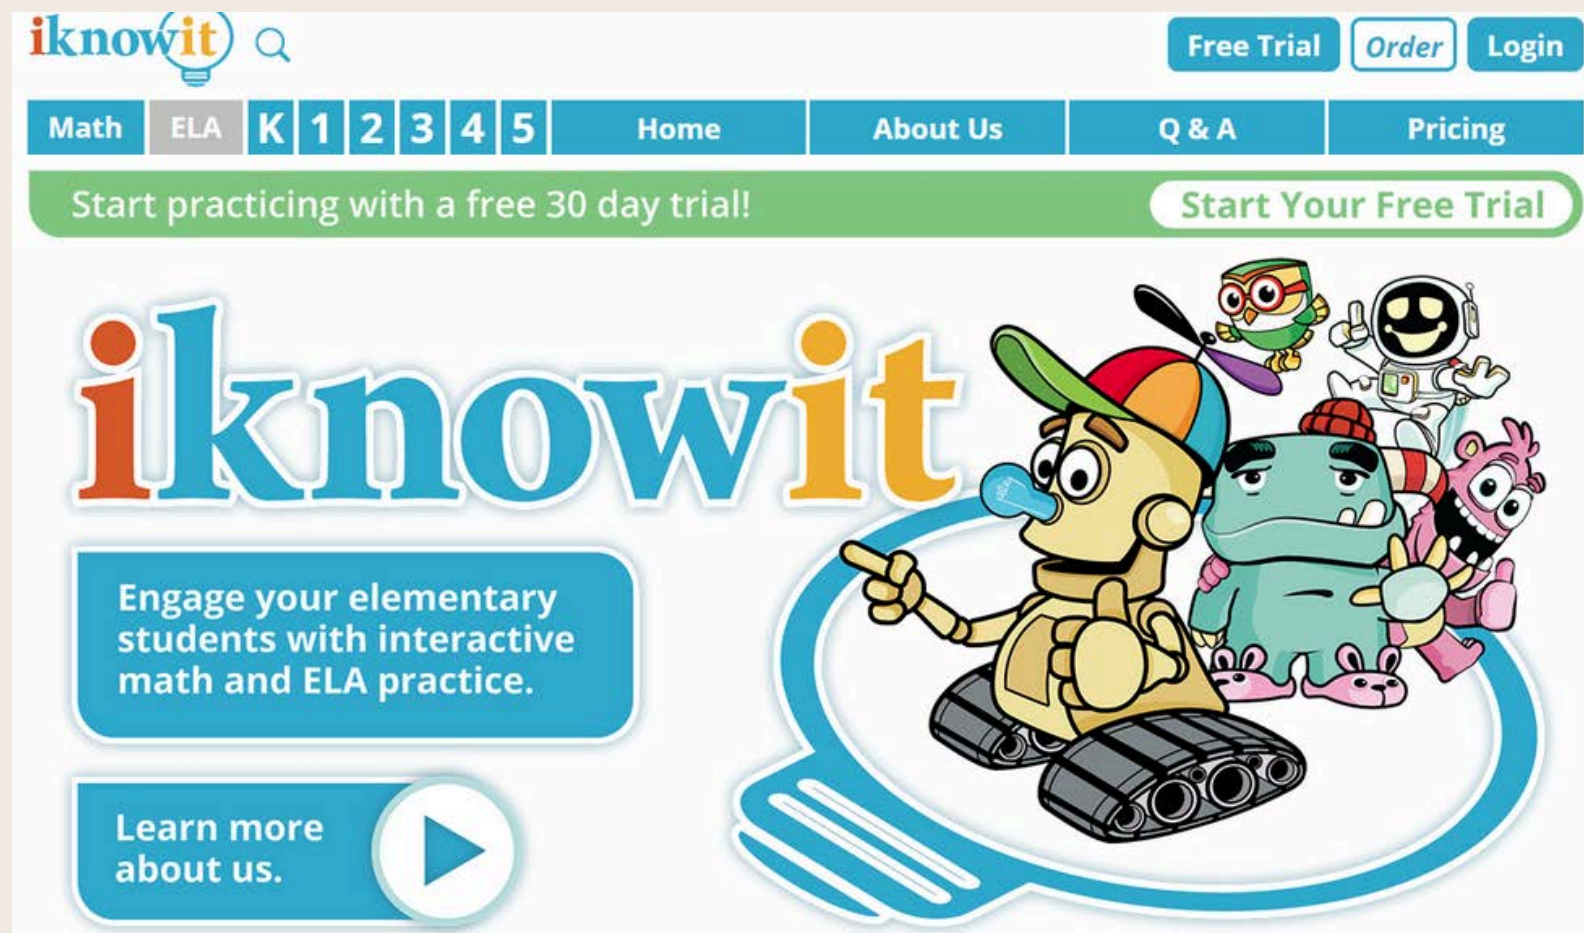 iknowit
Free Trial
Order
Login
Math
ELA
K
1
2
3
4
5
Home
About Us
Q & A
Pricing
Start practicing with a free 30 day trial!
Start Your Free Trial
iknowit
Engage your elementary
students with interactive
math and ELA practice.
Learn more
about us.